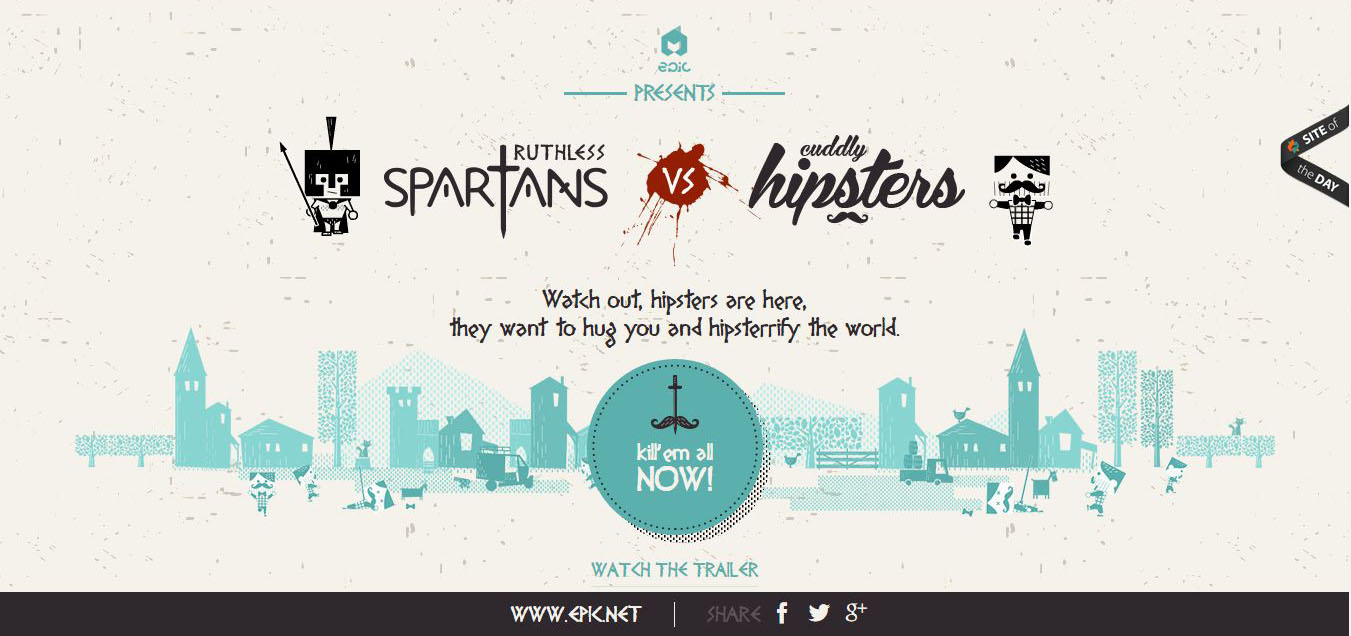 epic
PRESENTS
RUTHLESS
SPARTANS
VS
cuddly
hipsters
SITE of
the DAY
Watch out, hipsters are here,
they want to hug you and hipsterrify the world.
kill'em all
NOW!
WATCH THE TRAILER
WWW.EPIC.NET
SHARE
f
g+